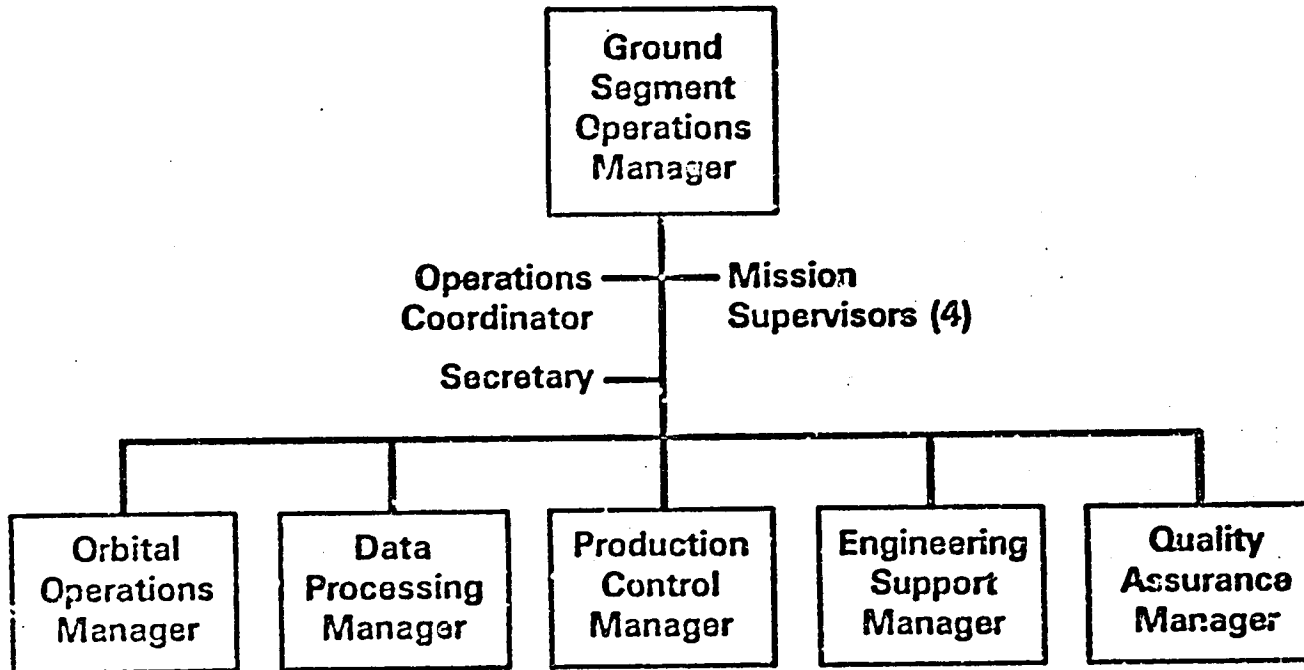 Ground
Segment
Operations
Manager
Operations
Coordinator
Mission
Supervisors (4)
Secretary
Orbital
Operations
Manager
Data
Processing
Manager
Production
Control
Manager
Engineering
Support
Manager
Quality
Assurance
Manager